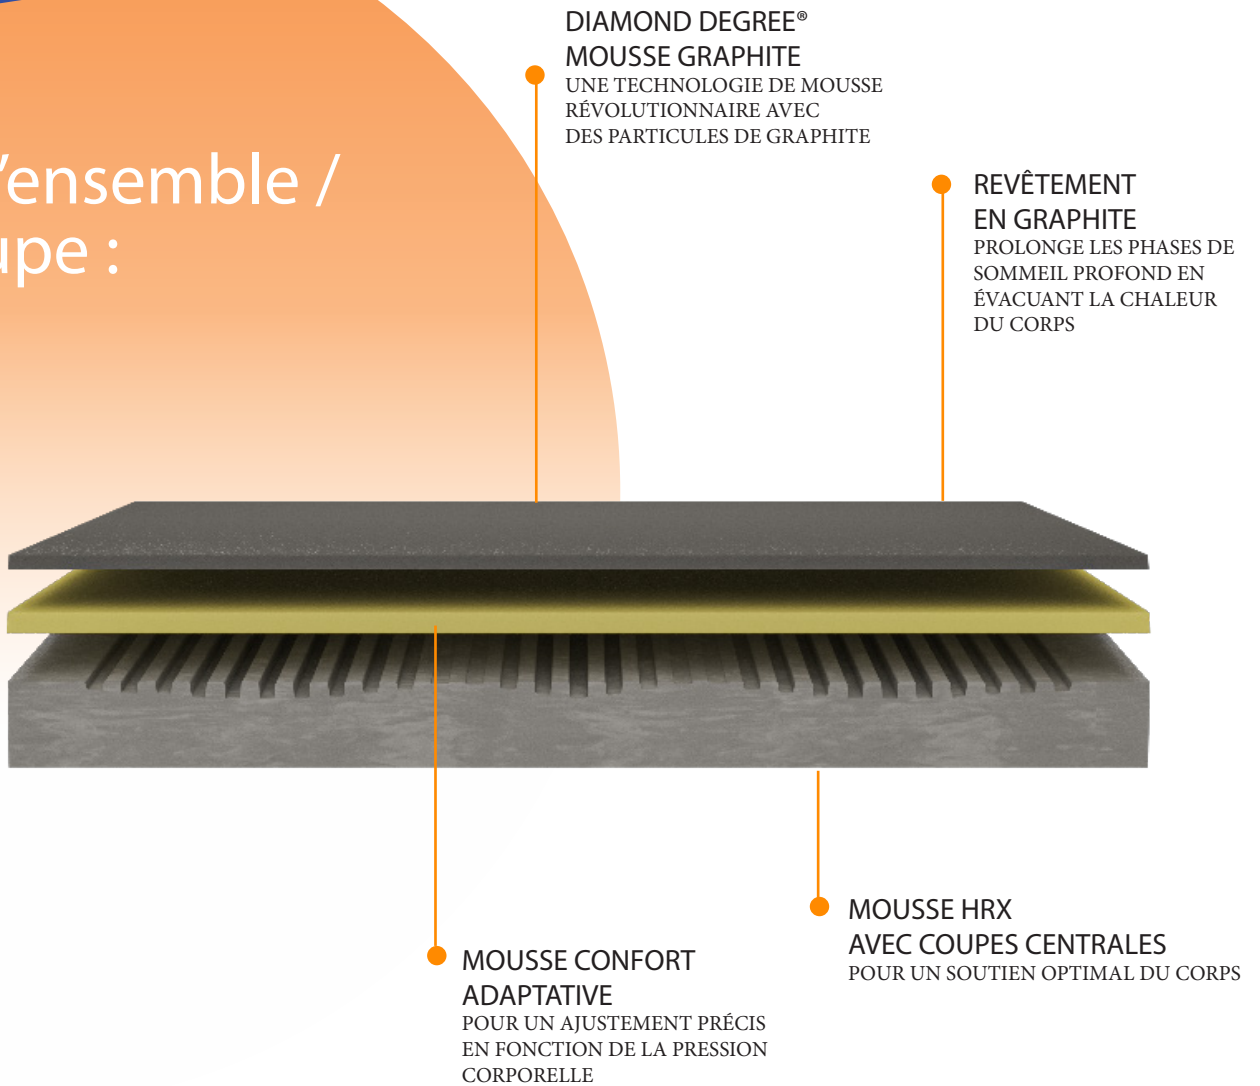 DIAMOND DEGREE®
MOUSSE GRAPHITE
UNE TECHNOLOGIE DE MOUSSE
RÉVOLUTIONNAIRE AVEC
DES PARTICULES DE GRAPHITE
'ensemble /
upe :
REVÊTEMENT
EN GRAPHITE
PROLONGE LES PHASES DE
SOMMEIL PROFOND EN
ÉVACUANT LA CHALEUR
DU CORPS
MOUSSE HRX
AVEC COUPES CENTRALES
POUR UN SOUTIEN OPTIMAL DU CORPS
MOUSSE CONFORT
ADAPTATIVE
POUR UN AJUSTEMENT PRÉCIS
EN FONCTION DE LA PRESSION
CORPORELLE